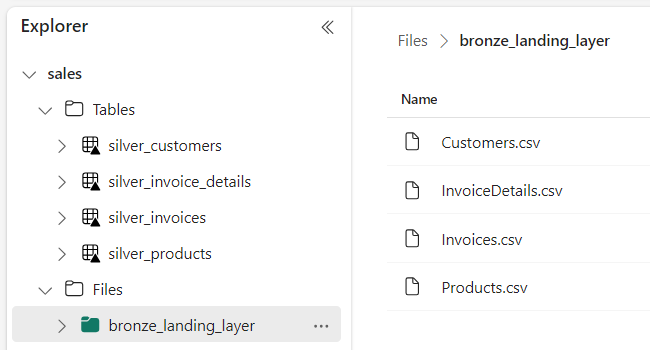 Explorer
sales
Tables
silver_customers
silver_invoice_details
silver_invoices
silver_products
Files
bronze_landing_layer
Files > bronze_landing_layer
Name
Customers.csv
InvoiceDetails.csv
Invoices.csv
Products.csv